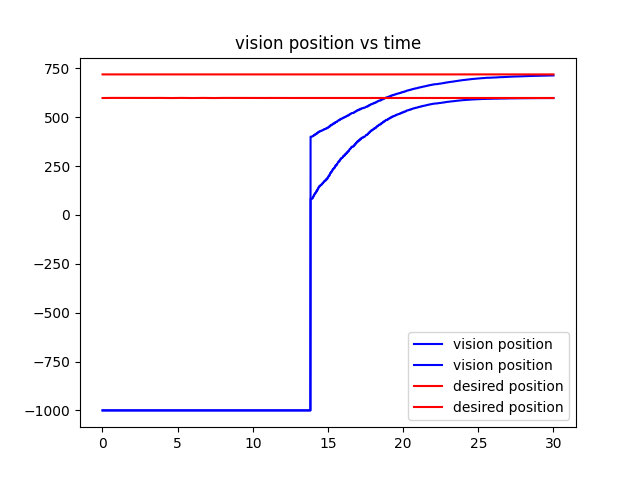 vision position vs time
750
500
250
0
−250
−500
−750
−1000
0 5 10 15 20 25 30
vision position
vision position
desired position
desired position